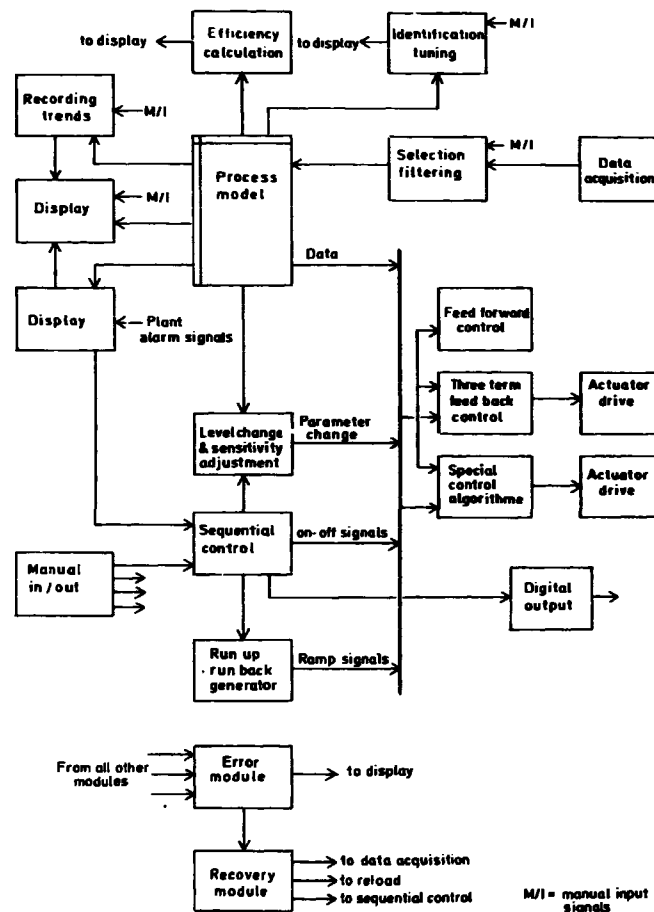 to display
Efficiency
calculation
to display
Identification
tuning
M/I
Recording
trends
M/I
Process
model
Selection
filtering
M/I
Data
acquisition
Display
M/I
Data
Display
Plant
alarm signals
Feed forward
control
Three term
feed back
control
Actuator
drive
Level change
& sensitivity
adjustment
Parameter
change
Special
control
algorithme
Actuator
drive
Sequential
control
on-off signals
Manual
in / out
Digital
output
Run up
run back
generator
Ramp signals
From all other
modules
Error
module
to display
Recovery
module
to data acquisition
to reload
to sequential control
M/I = manual input
signals